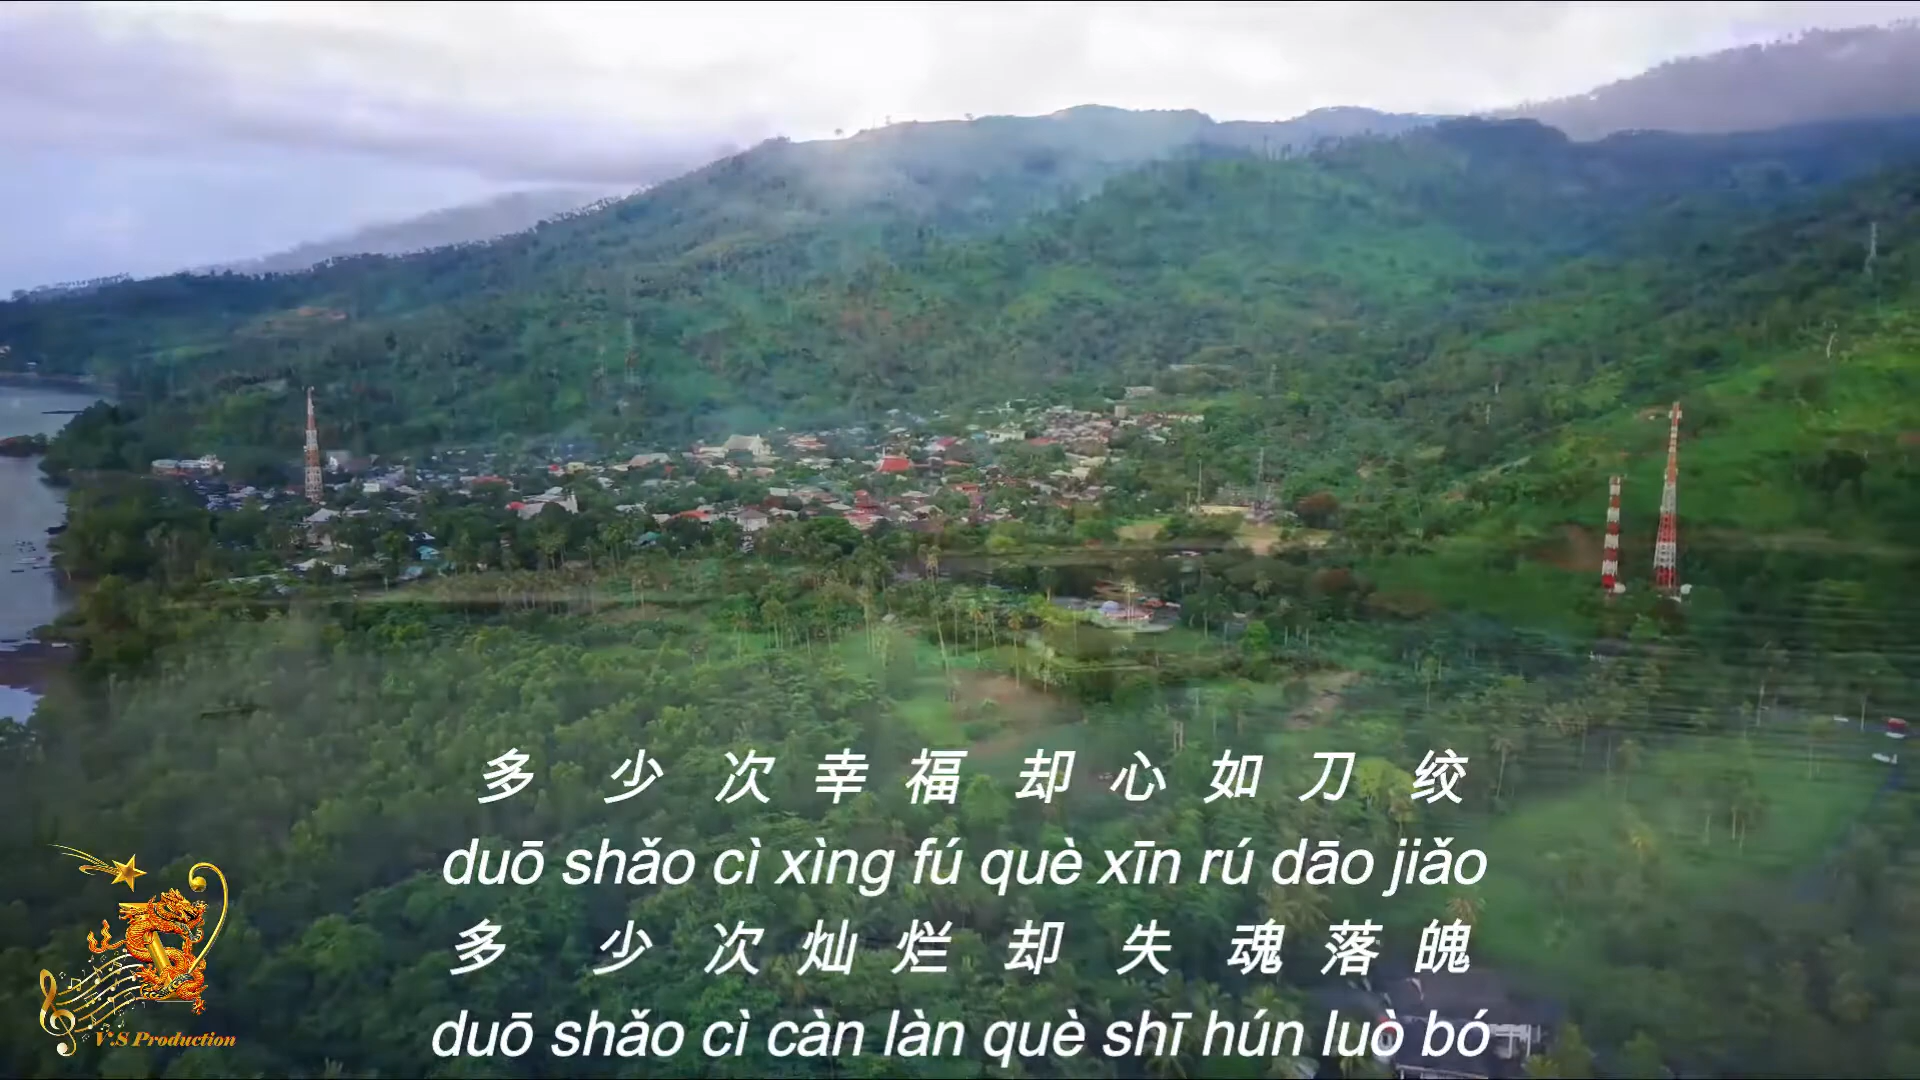 多少次幸福却心如刀绞
duō shǎo cì xìng fú què xīn rú dāo jiǎo
多少次灿烂却失魂落魄
duō shǎo cì càn làn què shī hún luò bó
V.S Production